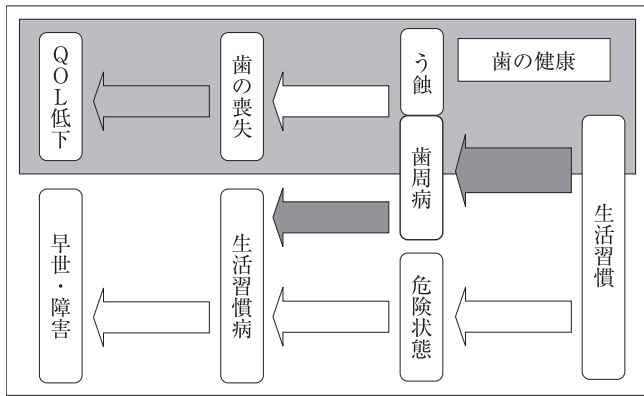 QOL低下
歯の喪失
う蝕
歯の健康
歯周病
生活習慣
早世・障害
生活習慣病
危険状態